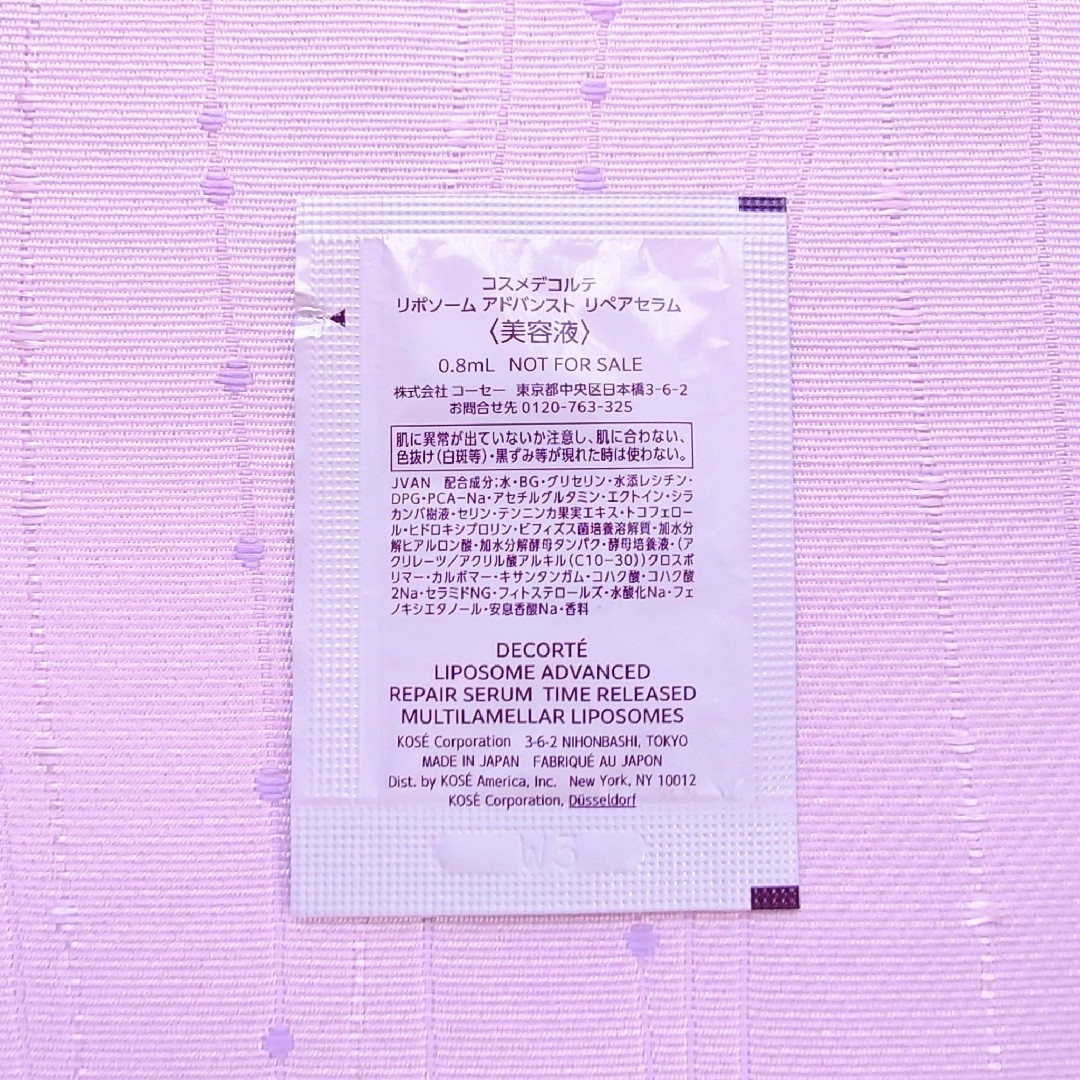 コスメデコルテ
リポソーム アドバンスト リペアセラム
〈美容液〉
0.8mL NOT FOR SALE
株式会社 コーセー 東京都中央区日本橋3-6-2
お問合せ先 0120-763-325
肌に異常が出ていないか注意し、肌に合わない、
色抜け(白斑等)・黒ずみ等が現れた時は使わない。
JVAN 配合成分:水・BG・グリセリン・水添レシチン・
DPG・PCA-Na・アセチルグルタミン・エクトイン・シラ
カンバ樹液・セリン・テンニンカ果実エキス・トコフェロー
ル・ヒドロキシプロリン・ビフィズス菌培養溶解質・加水分
解ヒアルロン酸・加水分解酵母タンパク・酵母培養液・(ア
クリレーツ/アクリル酸アルキル(C10-30))クロスポ
リマー・カルボマー・キサンタンガム・コハク酸・コハク酸
2Na・セラミドNG・フィトステロールズ・水酸化Na・フェ
ノキシエタノール・安息香酸Na・香料
DECORTÉ
LIPOSOME ADVANCED
REPAIR SERUM TIME RELEASED
MULTILAMELLAR LIPOSOMES
KOSÉ Corporation 3-6-2 NIHONBASHI, TOKYO
MADE IN JAPAN FABRIQUÉ AU JAPON
Dist. by KOSÉ America, Inc. New York, NY 10012
KOSÉ Corporation, Düsseldorf
W3